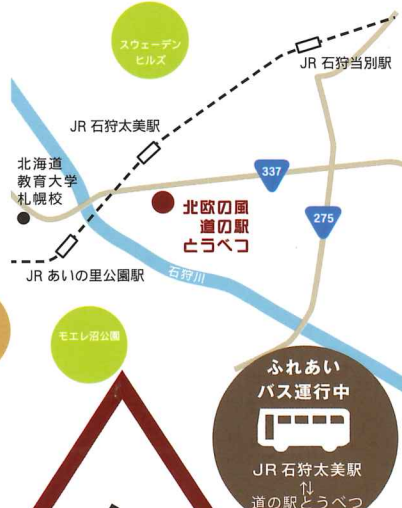 スウェーデン
ヒルズ
JR 石狩当別駅
JR 石狩太美駅
北海道
教育大学
札幌校
337
北欧の風
道の駅
とうべつ
275
JR あいの里公園駅
石狩川
モエレ沼公園
ふれあい
バス運行中
JR 石狩太美駅
↑↓
道の駅とうべつ